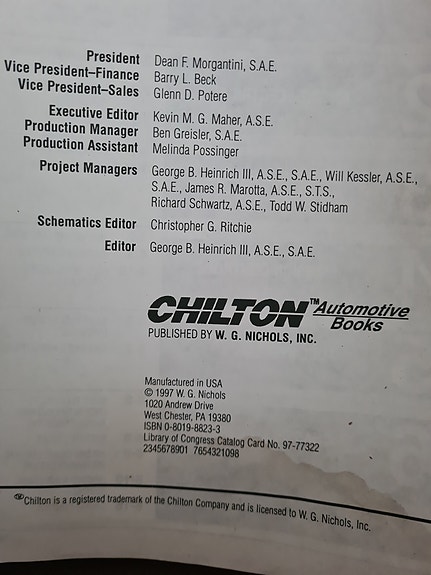 President Dean F. Morgantini, S.A.E.
Vice President–Finance Barry L. Beck
Vice President–Sales Glenn D. Potere
Executive Editor Kevin M. G. Maher, A.S.E.
Production Manager Ben Greisler, S.A.E.
Production Assistant Melinda Possinger
Project Managers George B. Heinrich III, A.S.E., S.A.E., Will Kessler, A.S.E.,
S.A.E., James R. Marotta, A.S.E., S.T.S.,
Richard Schwartz, A.S.E., Todd W. Stidham
Schematics Editor Christopher G. Ritchie
Editor George B. Heinrich III, A.S.E., S.A.E.
CHILTON™ Automotive
Books
PUBLISHED BY W. G. NICHOLS, INC.
Manufactured in USA
© 1997 W. G. Nichols
1020 Andrew Drive
West Chester, PA 19380
ISBN 0-8019-8823-3
Library of Congress Catalog Card No. 97-77322
2345678901 7654321098
®Chilton is a registered trademark of the Chilton Company and is licensed to W. G. Nichols, Inc.